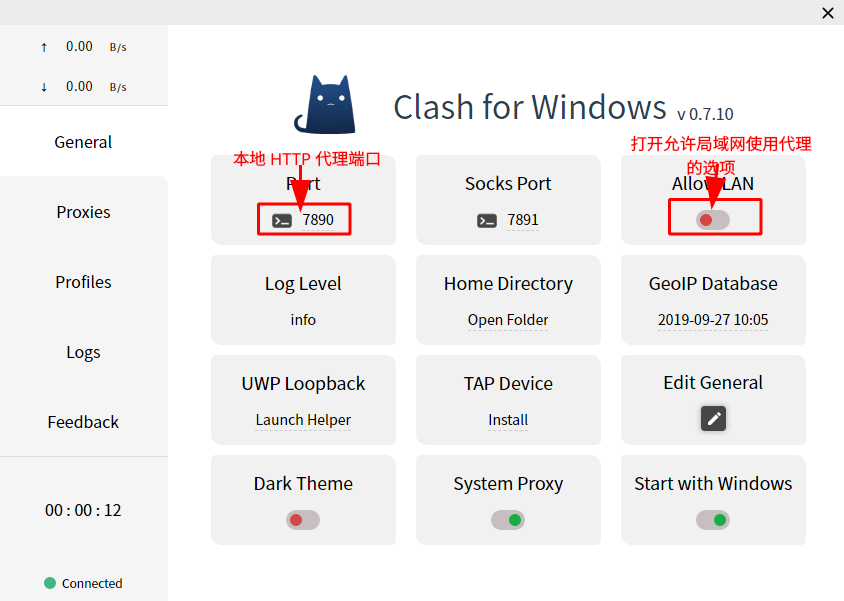 ↑ 0.00 B/s
↓ 0.00 B/s
General
Proxies
Profiles
Logs
Feedback
00 : 00 : 12
Connected
Clash for Windows v 0.7.10
本地 HTTP 代理端口
打开允许局域网使用代理
的选项
Port
7890
Socks Port
7891
Allow LAN
Log Level
info
Home Directory
Open Folder
GeoIP Database
2019-09-27 10:05
UWP Loopback
Launch Helper
TAP Device
Install
Edit General
Dark Theme
System Proxy
Start with Windows